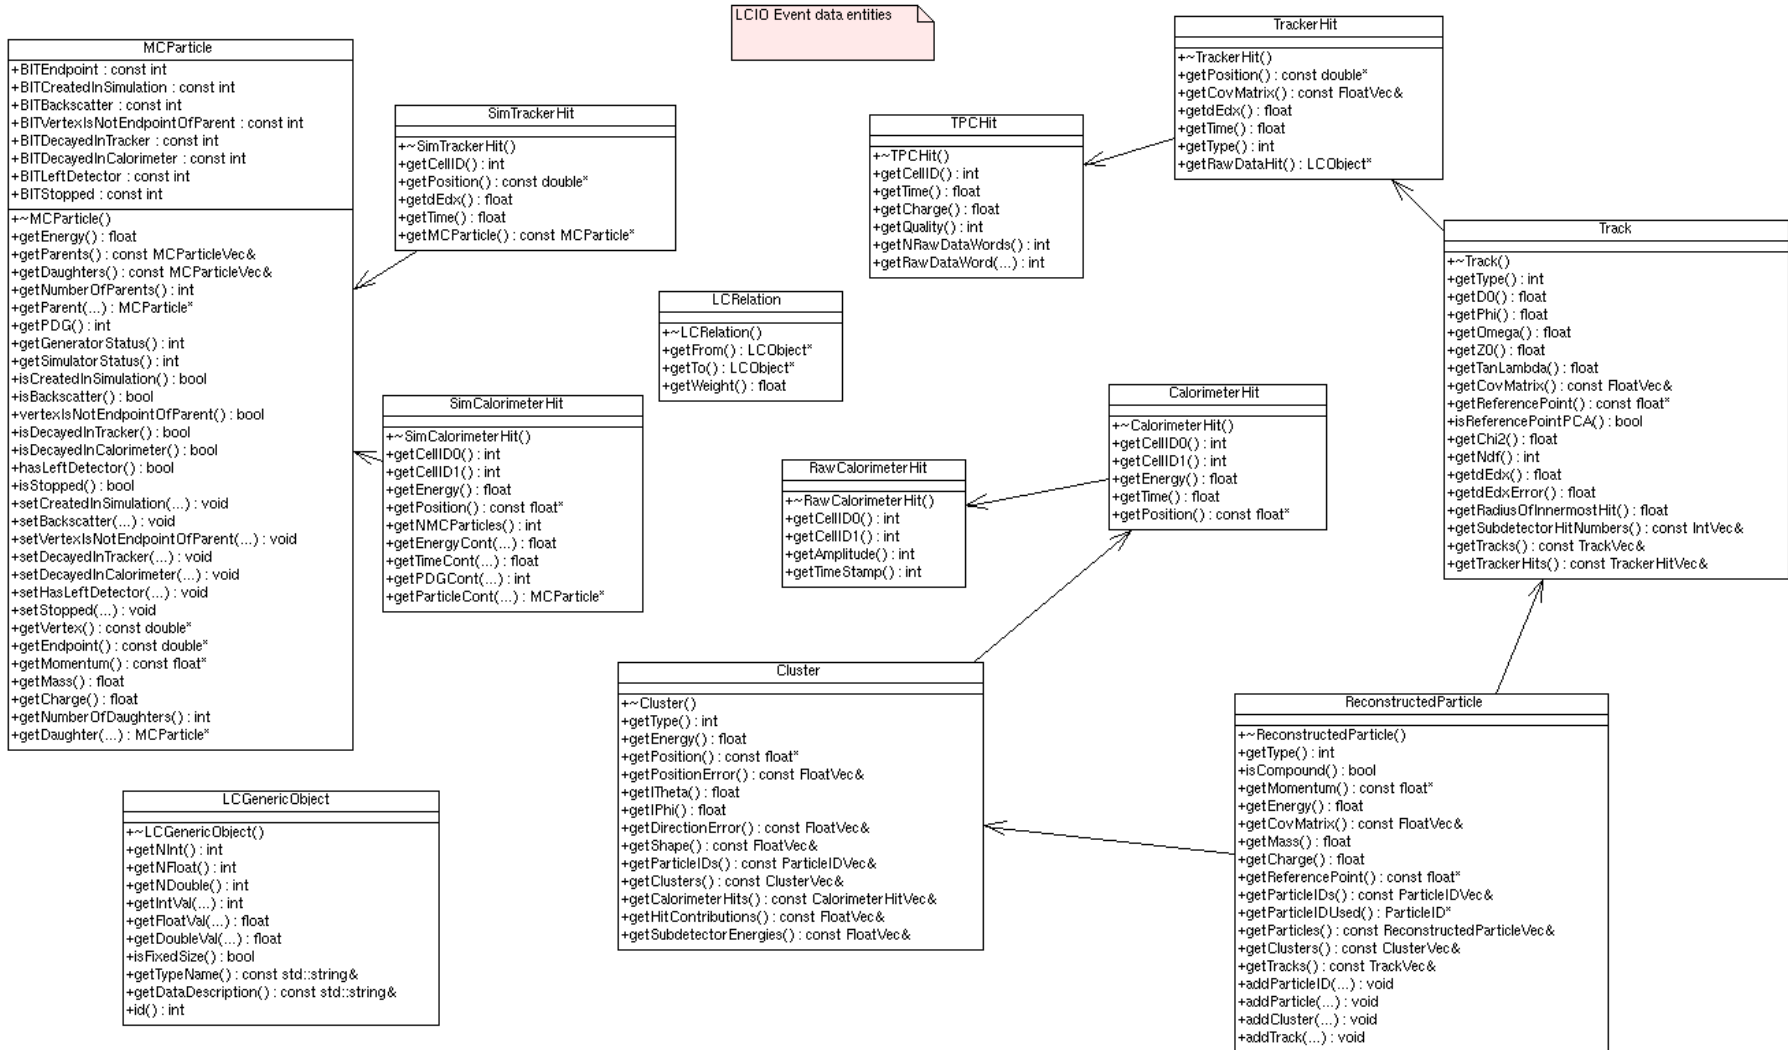 LCIO Event data entities
MCParticle
+BITEndpoint : const int
+BITCreatedInSimulation : const int
+BITBackscatter : const int
+BITVertexIsNotEndpointOfParent : const int
+BITDecayedInTracker : const int
+BITDecayedInCalorimeter : const int
+BITLeftDetector : const int
+BITStopped : const int
+~MCParticle()
+getEnergy() : float
+getParents() : const MCParticleVec&
+getDaughters() : const MCParticleVec&
+getNumberOfParents() : int
+getParent(...) : MCParticle*
+getPDG() : int
+getGeneratorStatus() : int
+getSimulatorStatus() : int
+isCreatedInSimulation() : bool
+isBackscatter() : bool
+vertexIsNotEndpointOfParent() : bool
+isDecayedInTracker() : bool
+isDecayedInCalorimeter() : bool
+hasLeftDetector() : bool
+isStopped() : bool
+setCreatedInSimulation(...) : void
+setBackscatter(...) : void
+setVertexIsNotEndpointOfParent(...) : void
+setDecayedInTracker(...) : void
+setDecayedInCalorimeter(...) : void
+setHasLeftDetector(...) : void
+setStopped(...) : void
+getVertex() : const double*
+getEndpoint() : const double*
+getMomentum() : const float*
+getMass() : float
+getCharge() : float
+getNumberOfDaughters() : int
+getDaughter(...) : MCParticle*
SimTrackerHit
+~SimTrackerHit()
+getCellID() : int
+getPosition() : const double*
+getdEdx() : float
+getTime() : float
+getMCParticle() : const MCParticle*
TPCHit
+~TPCHit()
+getCellID() : int
+getTime() : float
+getCharge() : float
+getQuality() : int
+getNRawDataWords() : int
+getRawDataWord(...) : int
TrackerHit
+~TrackerHit()
+getPosition() : const double*
+getCovMatrix() : const FloatVec&
+getdEdx() : float
+getTime() : float
+getType() : int
+getRawDataHit() : LCObject*
Track
+~Track()
+getType() : int
+getD0() : float
+getPhi() : float
+getOmega() : float
+getZ0() : float
+getTanLambda() : float
+getCovMatrix() : const FloatVec&
+getReferencePoint() : const float*
+isReferencePointPCA() : bool
+getChi2() : float
+getNdf() : int
+getdEdx() : float
+getdEdxError() : float
+getRadiusOfInnermostHit() : float
+getSubdetectorHitNumbers() : const IntVec&
+getTracks() : const TrackVec&
+getTrackerHits() : const TrackerHitVec&
LCRelation
+~LCRelation()
+getFrom() : LCObject*
+getTo() : LCObject*
+getWeight() : float
SimCalorimeterHit
+~SimCalorimeterHit()
+getCellID0() : int
+getCellID1() : int
+getEnergy() : float
+getPosition() : const float*
+getNMCParticles() : int
+getEnergyCont(...) : float
+getTimeCont(...) : float
+getPDGCont(...) : int
+getParticleCont(...) : MCParticle*
RawCalorimeterHit
+~RawCalorimeterHit()
+getCellID0() : int
+getCellID1() : int
+getAmplitude() : int
+getTimeStamp() : int
CalorimeterHit
+~CalorimeterHit()
+getCellID0() : int
+getCellID1() : int
+getEnergy() : float
+getTime() : float
+getPosition() : const float*
Cluster
+~Cluster()
+getType() : int
+getEnergy() : float
+getPosition() : const float*
+getPositionError() : const FloatVec&
+getITheta() : float
+getIPhi() : float
+getDirectionError() : const FloatVec&
+getShape() : const FloatVec&
+getParticleIDs() : const ParticleIDVec&
+getClusters() : const ClusterVec&
+getCalorimeterHits() : const CalorimeterHitVec&
+getHitContributions() : const FloatVec&
+getSubdetectorEnergies() : const FloatVec&
ReconstructedParticle
+~ReconstructedParticle()
+getType() : int
+isCompound() : bool
+getMomentum() : const float*
+getEnergy() : float
+getCovMatrix() : const FloatVec&
+getMass() : float
+getCharge() : float
+getReferencePoint() : const float*
+getParticleIDs() : const ParticleIDVec&
+getParticleIDUsed() : ParticleID*
+getParticles() : const ReconstructedParticleVec&
+getClusters() : const ClusterVec&
+getTracks() : const TrackVec&
+addParticleID(...) : void
+addParticle(...) : void
+addCluster(...) : void
+addTrack(...) : void
LCGenericObject
+~LCGenericObject()
+getNInt() : int
+getNFloat() : int
+getNDouble() : int
+getIntVal(...) : int
+getFloatVal(...) : float
+getDoubleVal(...) : float
+isFixedSize() : bool
+getTypeName() : const std::string&
+getDataDescription() : const std::string&
+id() : int